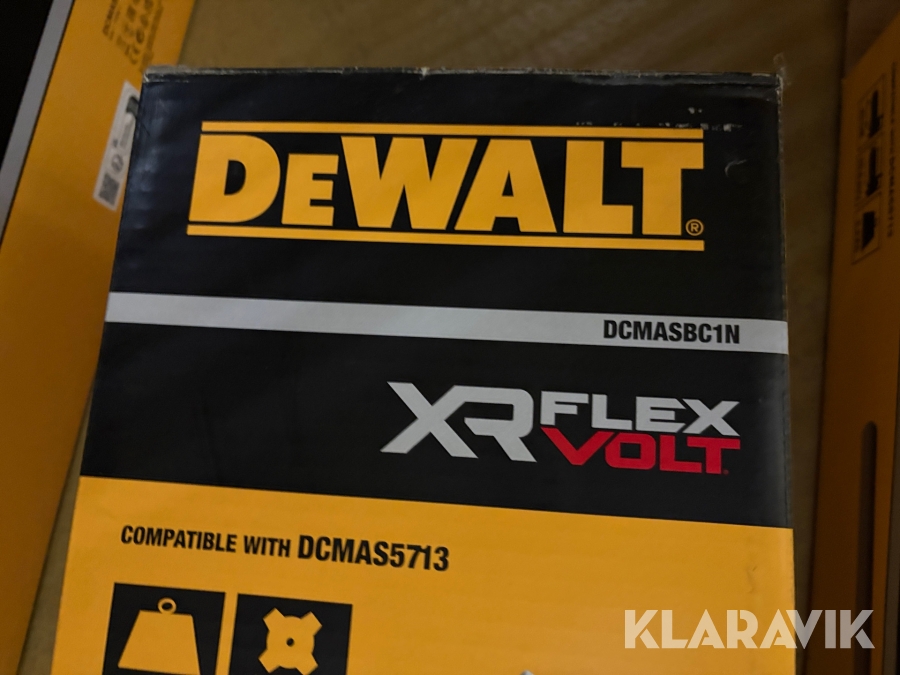 DEWALT®
DCMASBC1N
XR FLEX
VOLT
COMPATIBLE WITH DCMAS5713
KLARAVIK